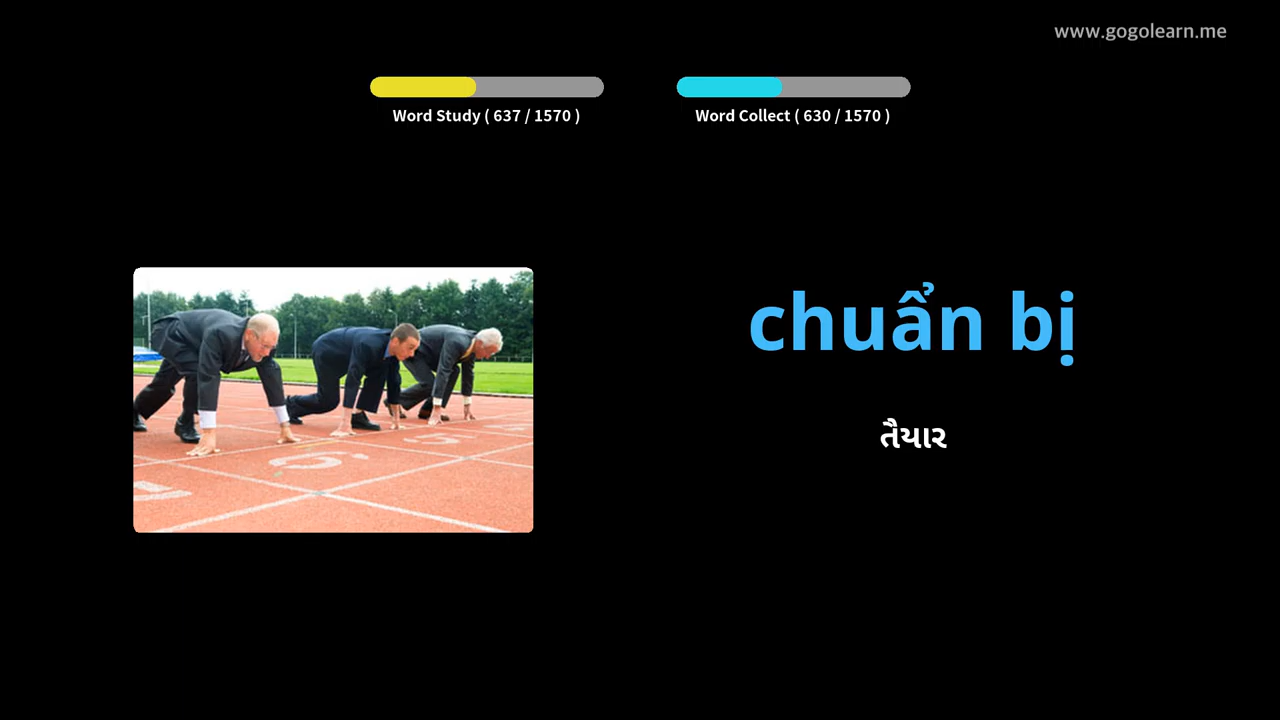 www.gogolearn.me
Word Study ( 637 / 1570 )
Word Collect ( 630 / 1570 )
chuẩn bị
તૈયાર